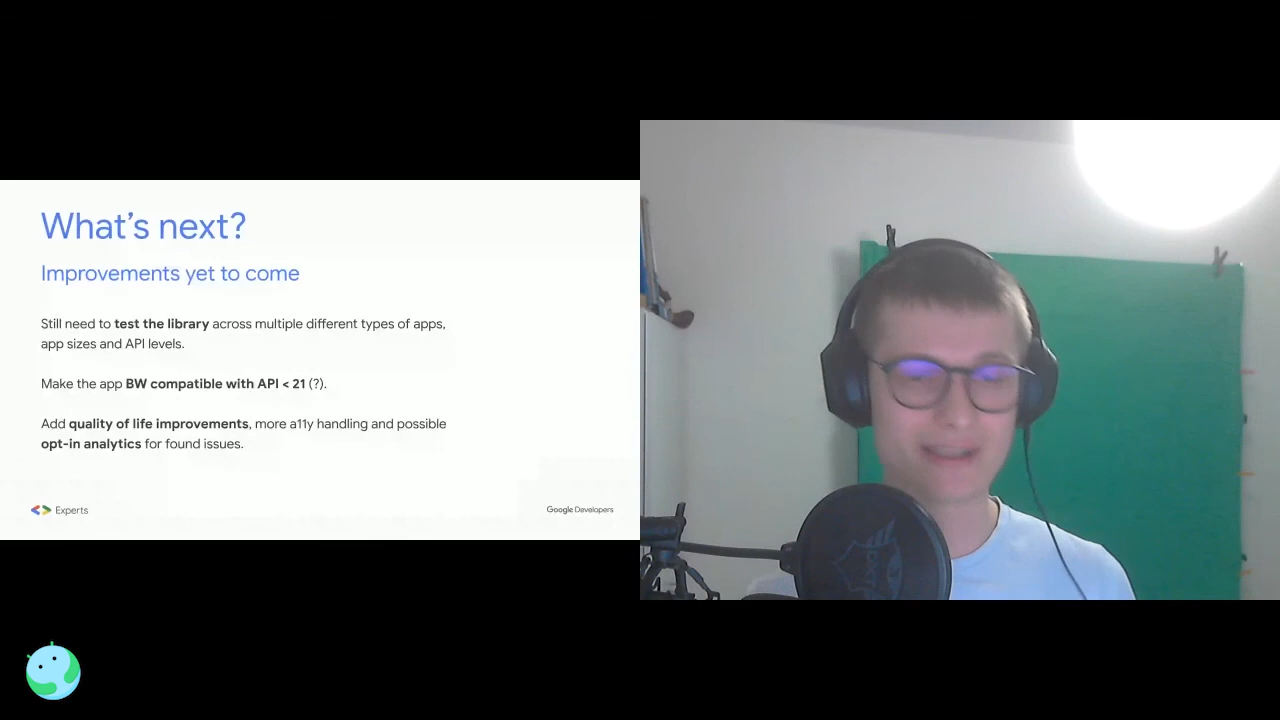 What's next?
Improvements yet to come
Still need to test the library across multiple different types of apps,
app sizes and API levels.
Make the app BW compatible with API < 21 (?).
Add quality of life improvements, more a11y handling and possible
opt-in analytics for found issues.
Experts
Google Developers